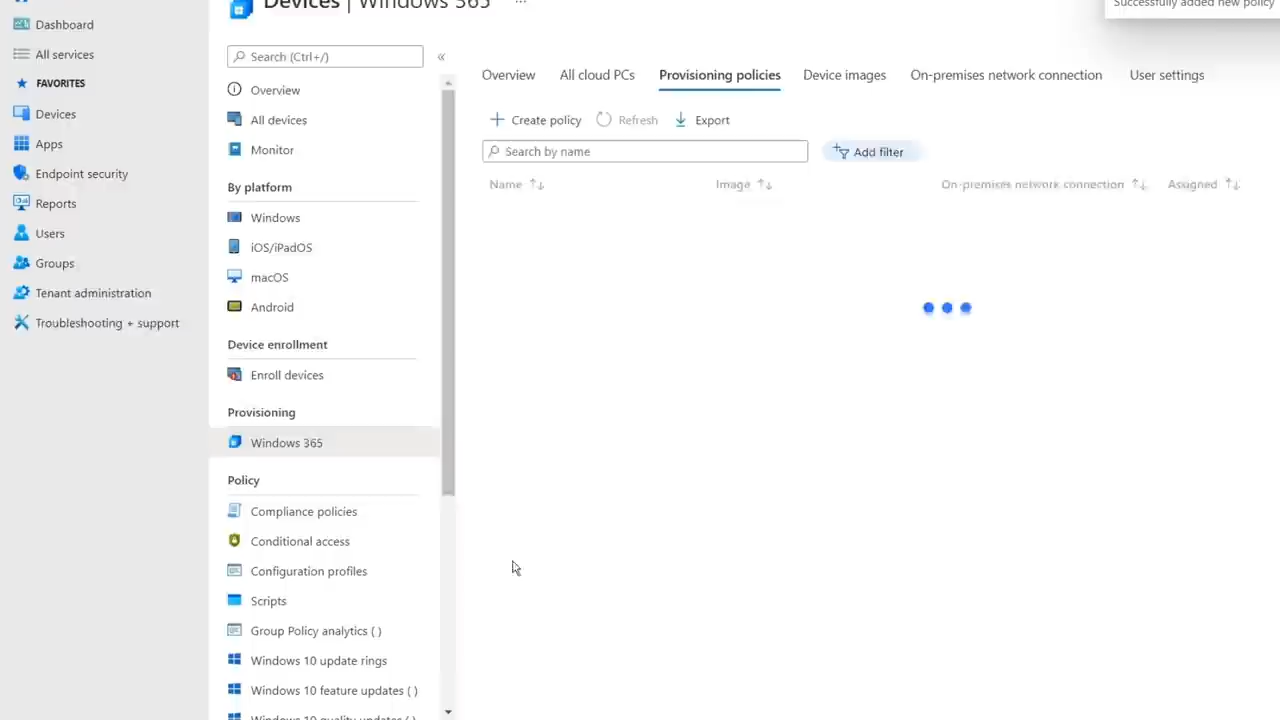 Devices | Windows 365 ...
Successfully added new policy
Dashboard
All services
FAVORITES
Devices
Apps
Endpoint security
Reports
Users
Groups
Tenant administration
Troubleshooting + support
Search (Ctrl+/)
«
Overview
All devices
Monitor
By platform
Windows
iOS/iPadOS
macOS
Android
Device enrollment
Enroll devices
Provisioning
Windows 365
Policy
Compliance policies
Conditional access
Configuration profiles
Scripts
Group Policy analytics ( )
Windows 10 update rings
Windows 10 feature updates ( )
Windows 10 quality updates ( )
Overview All cloud PCs Provisioning policies Device images On-premises network connection User settings
Create policy Refresh Export
Search by name Add filter
Name Image On-premises network connection Assigned